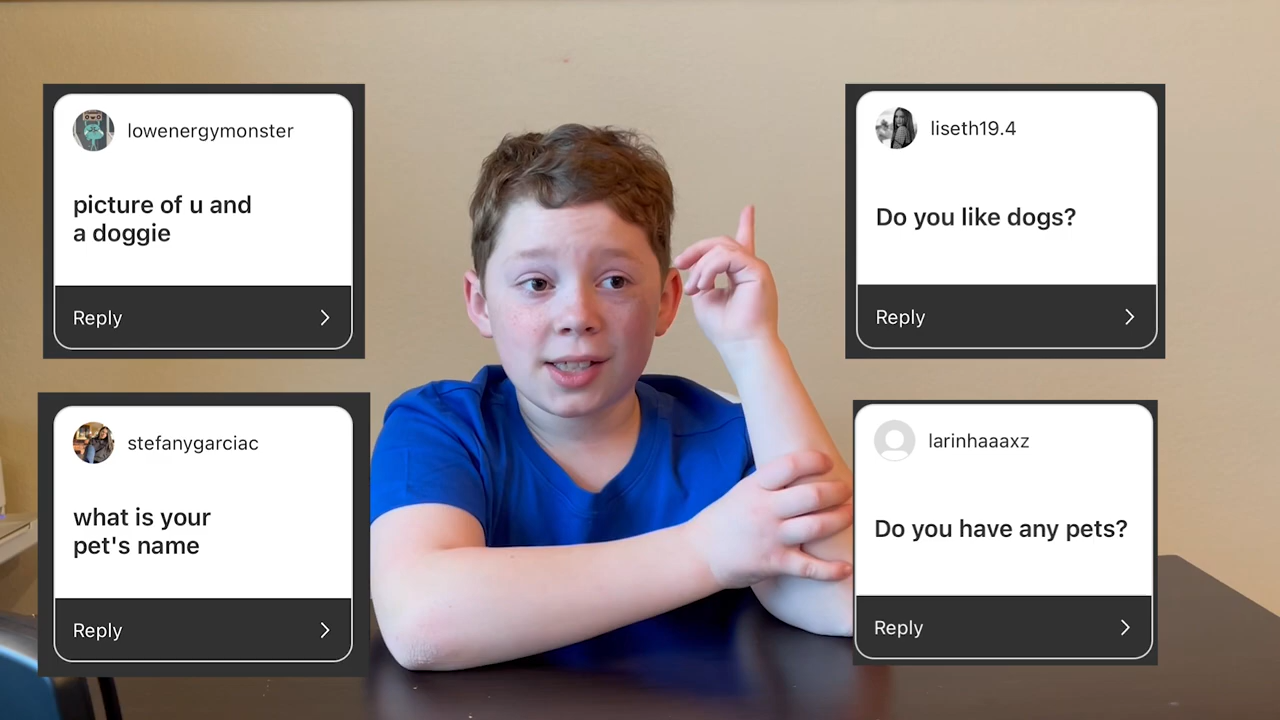 lowenergymonster
picture of u and
a doggie
Reply
liseth19.4
Do you like dogs?
Reply
stefanygarciac
what is your
pet's name
Reply
larinhaaaxz
Do you have any pets?
Reply